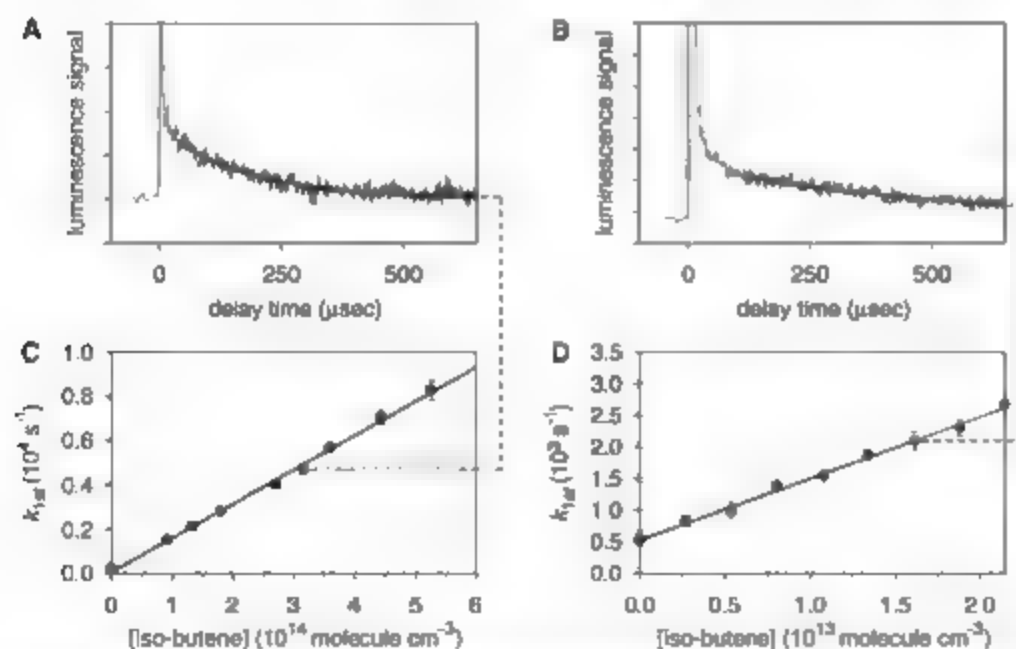 A
luminescence signal
0 250 500
delay time (μsec)
B
luminescence signal
0 250 500
delay time (μsec)
C
1.0
0.8
0.6
0.4
0.2
0.0
k1st (10⁴ s⁻¹)
0 1 2 3 4 5 6
[iso-butene] (10¹⁴ molecule cm⁻³)
D
3.5
3.0
2.5
2.0
1.5
1.0
0.5
0.0
k1st (10³ s⁻¹)
0.0 0.5 1.0 1.5 2.0
[iso-butene] (10¹³ molecule cm⁻³)